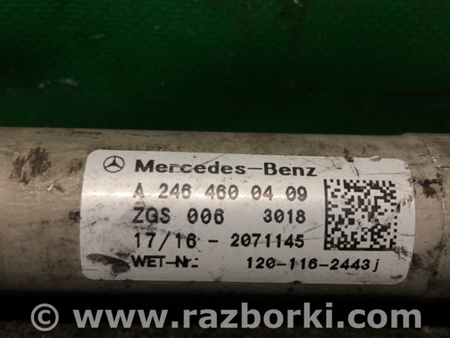 Mercedes-Benz
A 246 460 04 09
ZGS 006 3018
17/16 - 2071145
WET-Nr: 120-116-2443j
© www.razborki.com